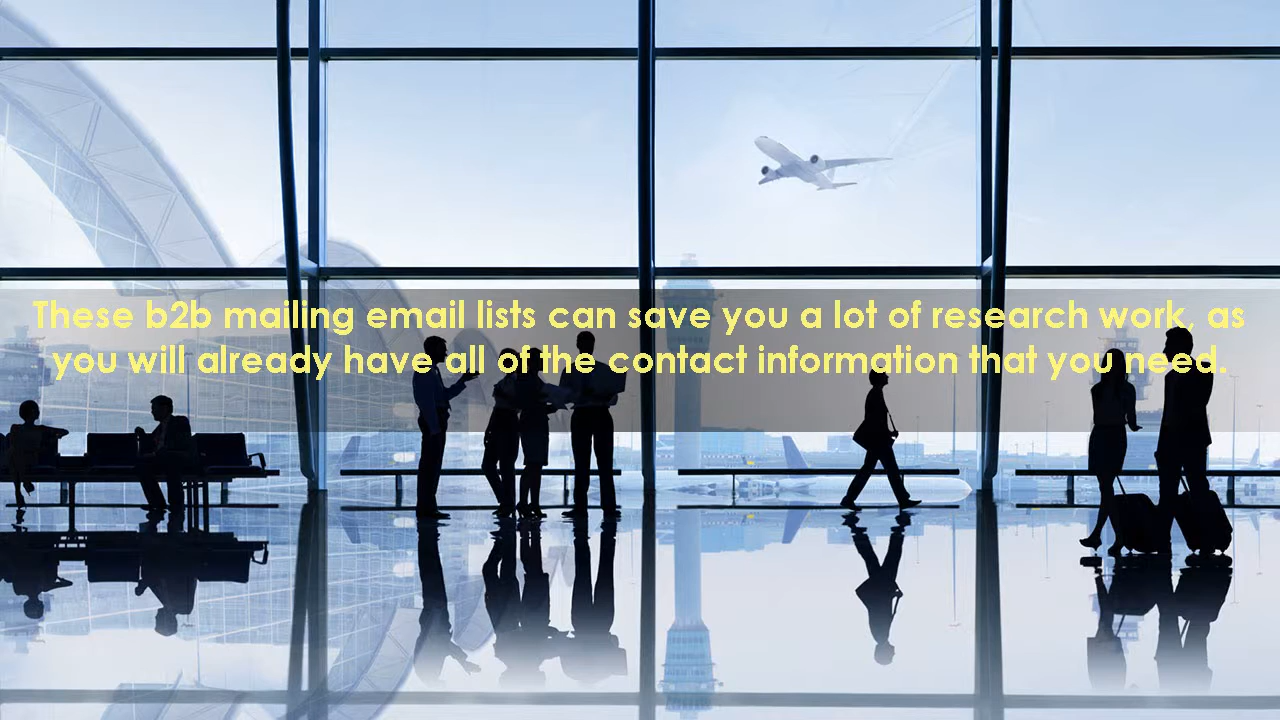 These b2b mailing email lists can save you a lot of research work, as
you will already have all of the contact information that you need.